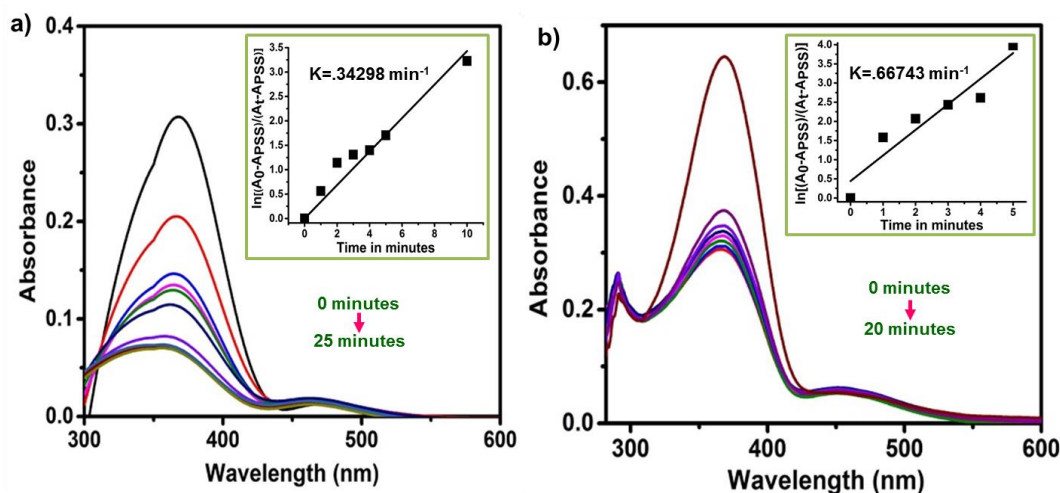 a)
0.4
0.3
0.2
0.1
0.0
Absorbance
300 400 500 600
Wavelength (nm)
0 minutes
25 minutes
3.5
3.0
2.5
2.0
1.5
1.0
0.5
0.0
ln[(A0-APSS)/(At-APSS)]
K=.34298 min-1
0 2 4 6 8 10
Time in minutes
b)
0.6
0.4
0.2
0.0
Absorbance
300 400 500 600
Wavelength (nm)
0 minutes
20 minutes
4.0
3.5
3.0
2.5
2.0
1.5
1.0
0.5
0.0
ln[(A0-APSS)/(At-APSS)]
K=.66743 min-1
0 1 2 3 4 5
Time in minutes